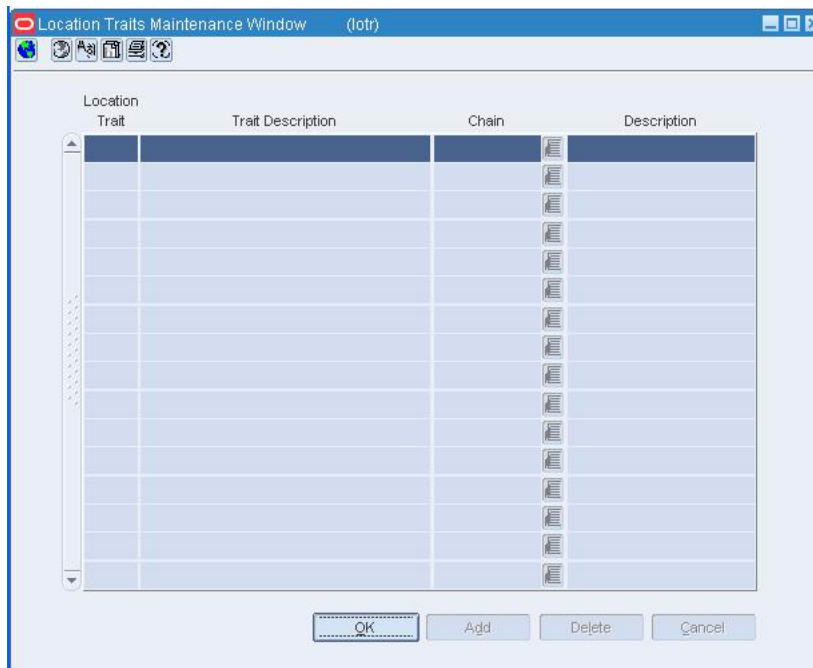 Location Traits Maintenance Window (lotr)
Location
Trait Trait Description Chain Description
OK Add Delete Cancel